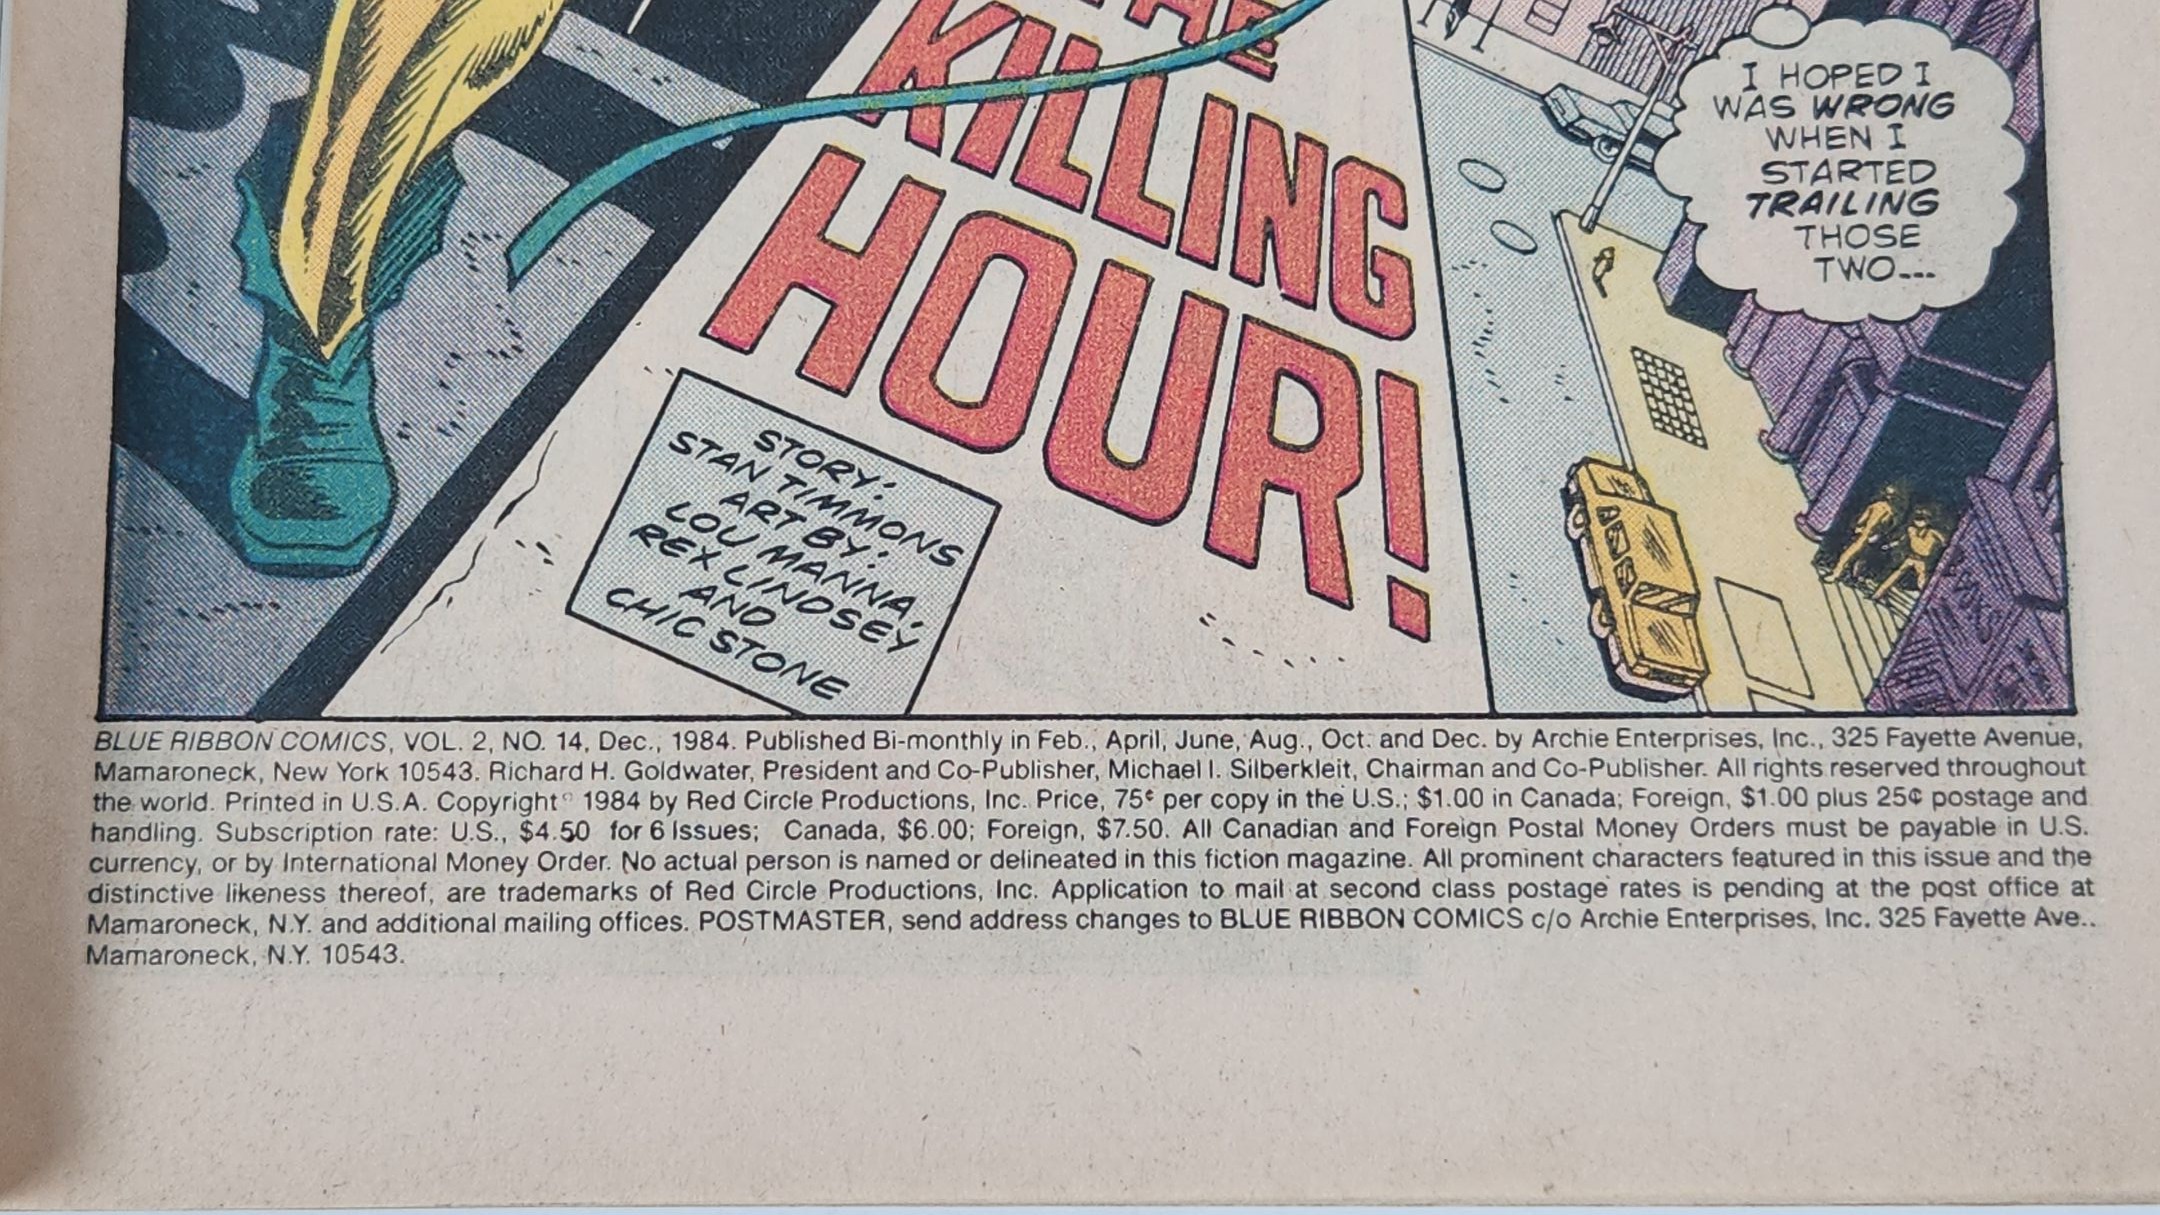 THE
KILLING
HOUR!
I HOPED I
WAS WRONG
WHEN I
STARTED
TRAILING
THOSE
TWO---
STORY:
STAN TIMMONS
ART BY:
LOU MANNA,
REX LINDSEY
AND
CHIC STONE
BLUE RIBBON COMICS, VOL. 2, NO. 14, Dec., 1984. Published Bi-monthly in Feb., April, June, Aug., Oct. and Dec. by Archie Enterprises, Inc., 325 Fayette Avenue,
Mamaroneck, New York 10543. Richard H. Goldwater, President and Co-Publisher, Michael I. Silberkleit, Chairman and Co-Publisher. All rights reserved throughout
the world. Printed in U.S.A. Copyright© 1984 by Red Circle Productions, Inc. Price, 75¢ per copy in the U.S.; $1.00 in Canada; Foreign, $1.00 plus 25¢ postage and
handling. Subscription rate: U.S., $4.50 for 6 Issues; Canada, $6.00; Foreign, $7.50. All Canadian and Foreign Postal Money Orders must be payable in U.S.
currency, or by International Money Order. No actual person is named or delineated in this fiction magazine. All prominent characters featured in this issue and the
distinctive likeness thereof, are trademarks of Red Circle Productions, Inc. Application to mail at second class postage rates is pending at the post office at
Mamaroneck, N.Y. and additional mailing offices. POSTMASTER, send address changes to BLUE RIBBON COMICS c/o Archie Enterprises, Inc. 325 Fayette Ave..
Mamaroneck, N.Y. 10543.